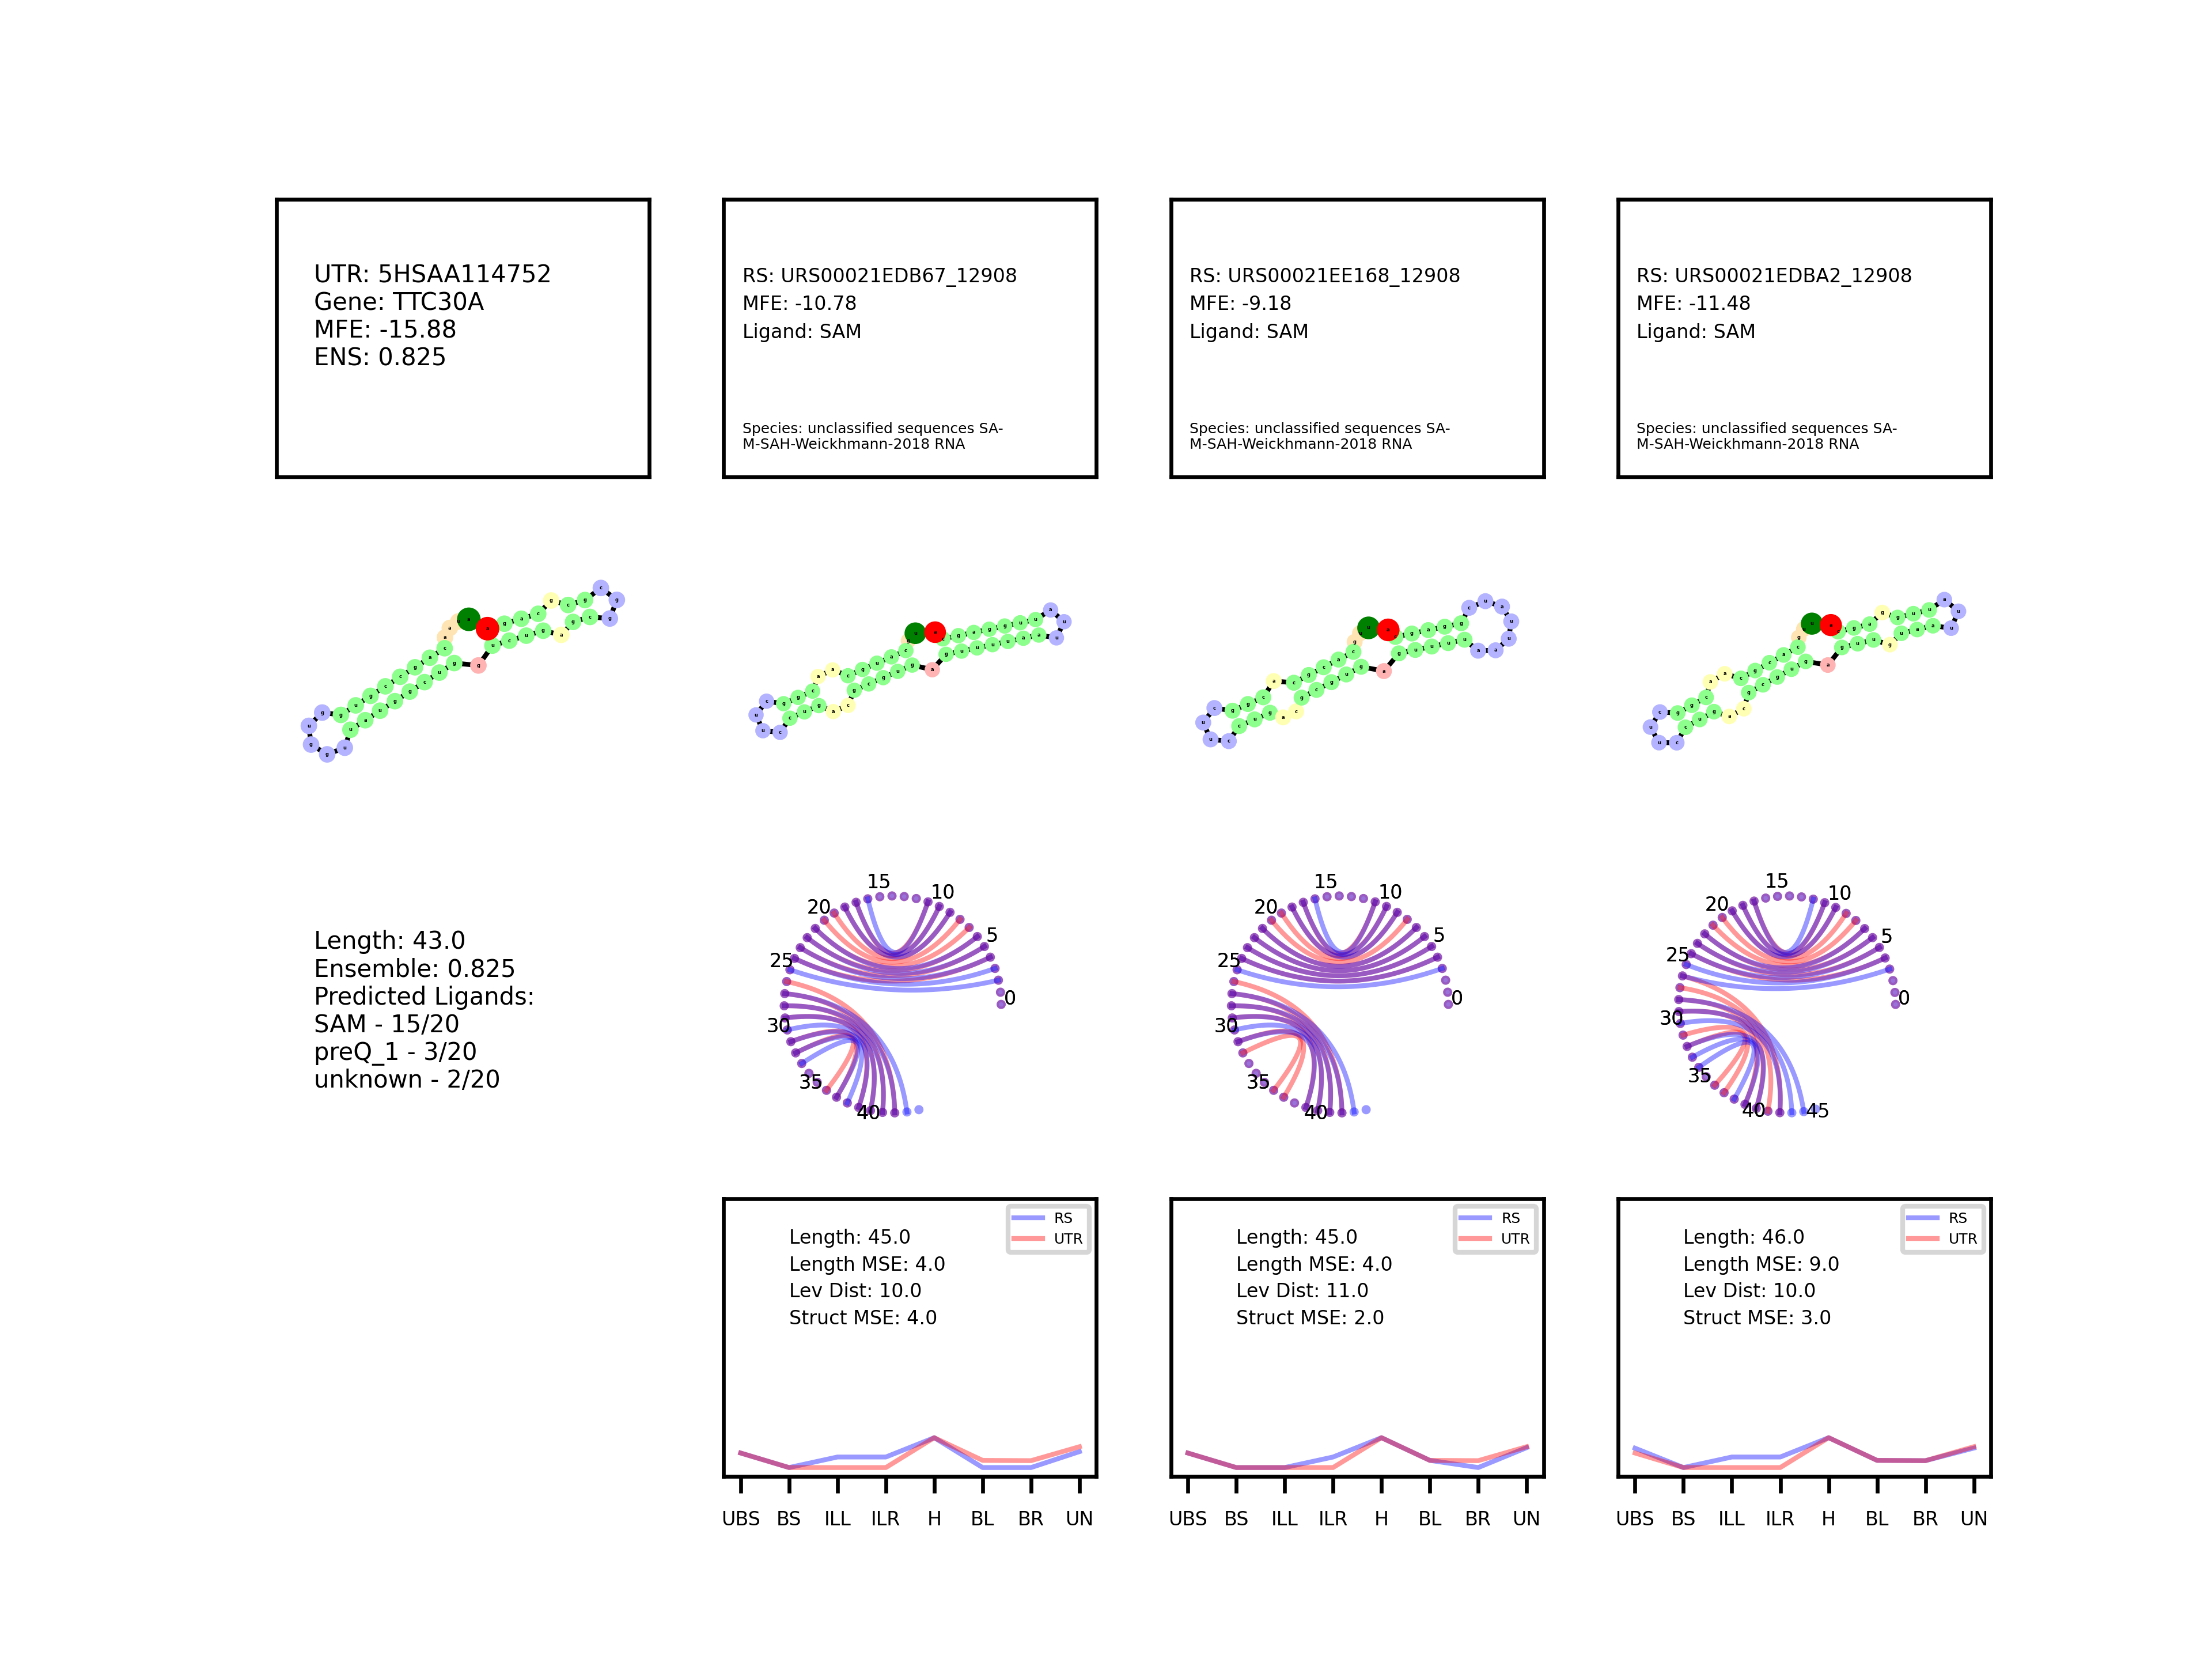 UTR: 5HSAA114752
Gene: TTC30A
MFE: -15.88
ENS: 0.825
RS: URS00021EDB67_12908
MFE: -10.78
Ligand: SAM
Species: unclassified sequences SA-
M-SAH-Weickhmann-2018 RNA
RS: URS00021EE168_12908
MFE: -9.18
Ligand: SAM
Species: unclassified sequences SA-
M-SAH-Weickhmann-2018 RNA
RS: URS00021EDBA2_12908
MFE: -11.48
Ligand: SAM
Species: unclassified sequences SA-
M-SAH-Weickhmann-2018 RNA
Length: 43.0
Ensemble: 0.825
Predicted Ligands:
SAM - 15/20
preQ_1 - 3/20
unknown - 2/20
0
5
10
15
20
25
30
35
40
0
5
10
15
20
25
30
35
40
0
5
10
15
20
25
30
35
40
45
RS
UTR
Length: 45.0
Length MSE: 4.0
Lev Dist: 10.0
Struct MSE: 4.0
UBS BS ILL ILR H BL BR UN
RS
UTR
Length: 45.0
Length MSE: 4.0
Lev Dist: 11.0
Struct MSE: 2.0
UBS BS ILL ILR H BL BR UN
RS
UTR
Length: 46.0
Length MSE: 9.0
Lev Dist: 10.0
Struct MSE: 3.0
UBS BS ILL ILR H BL BR UN